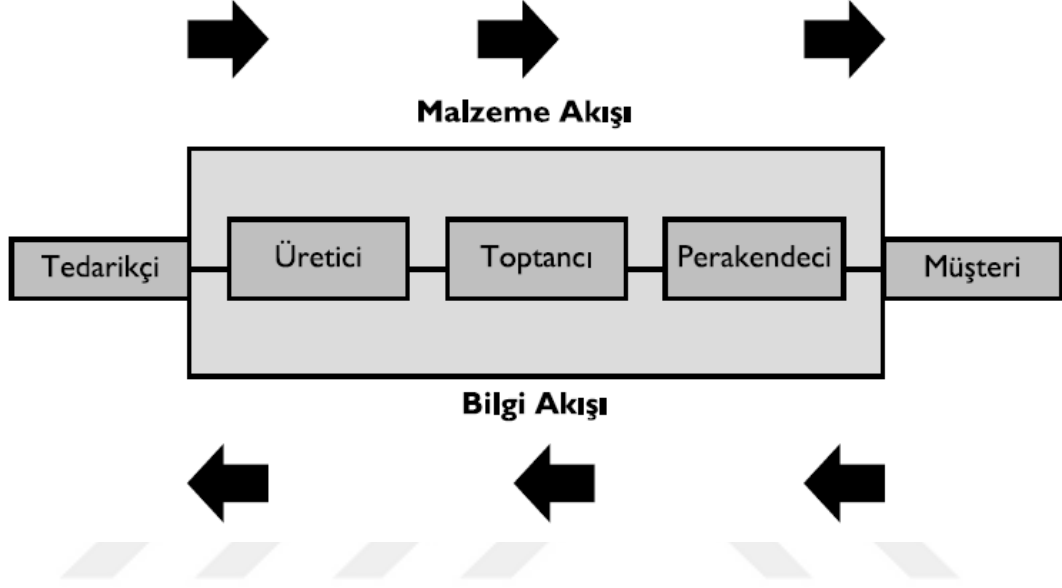 Malzeme Akışı
Tedarikçi
Üretici
Toptancı
Perakendeci
Müşteri
Bilgi Akışı